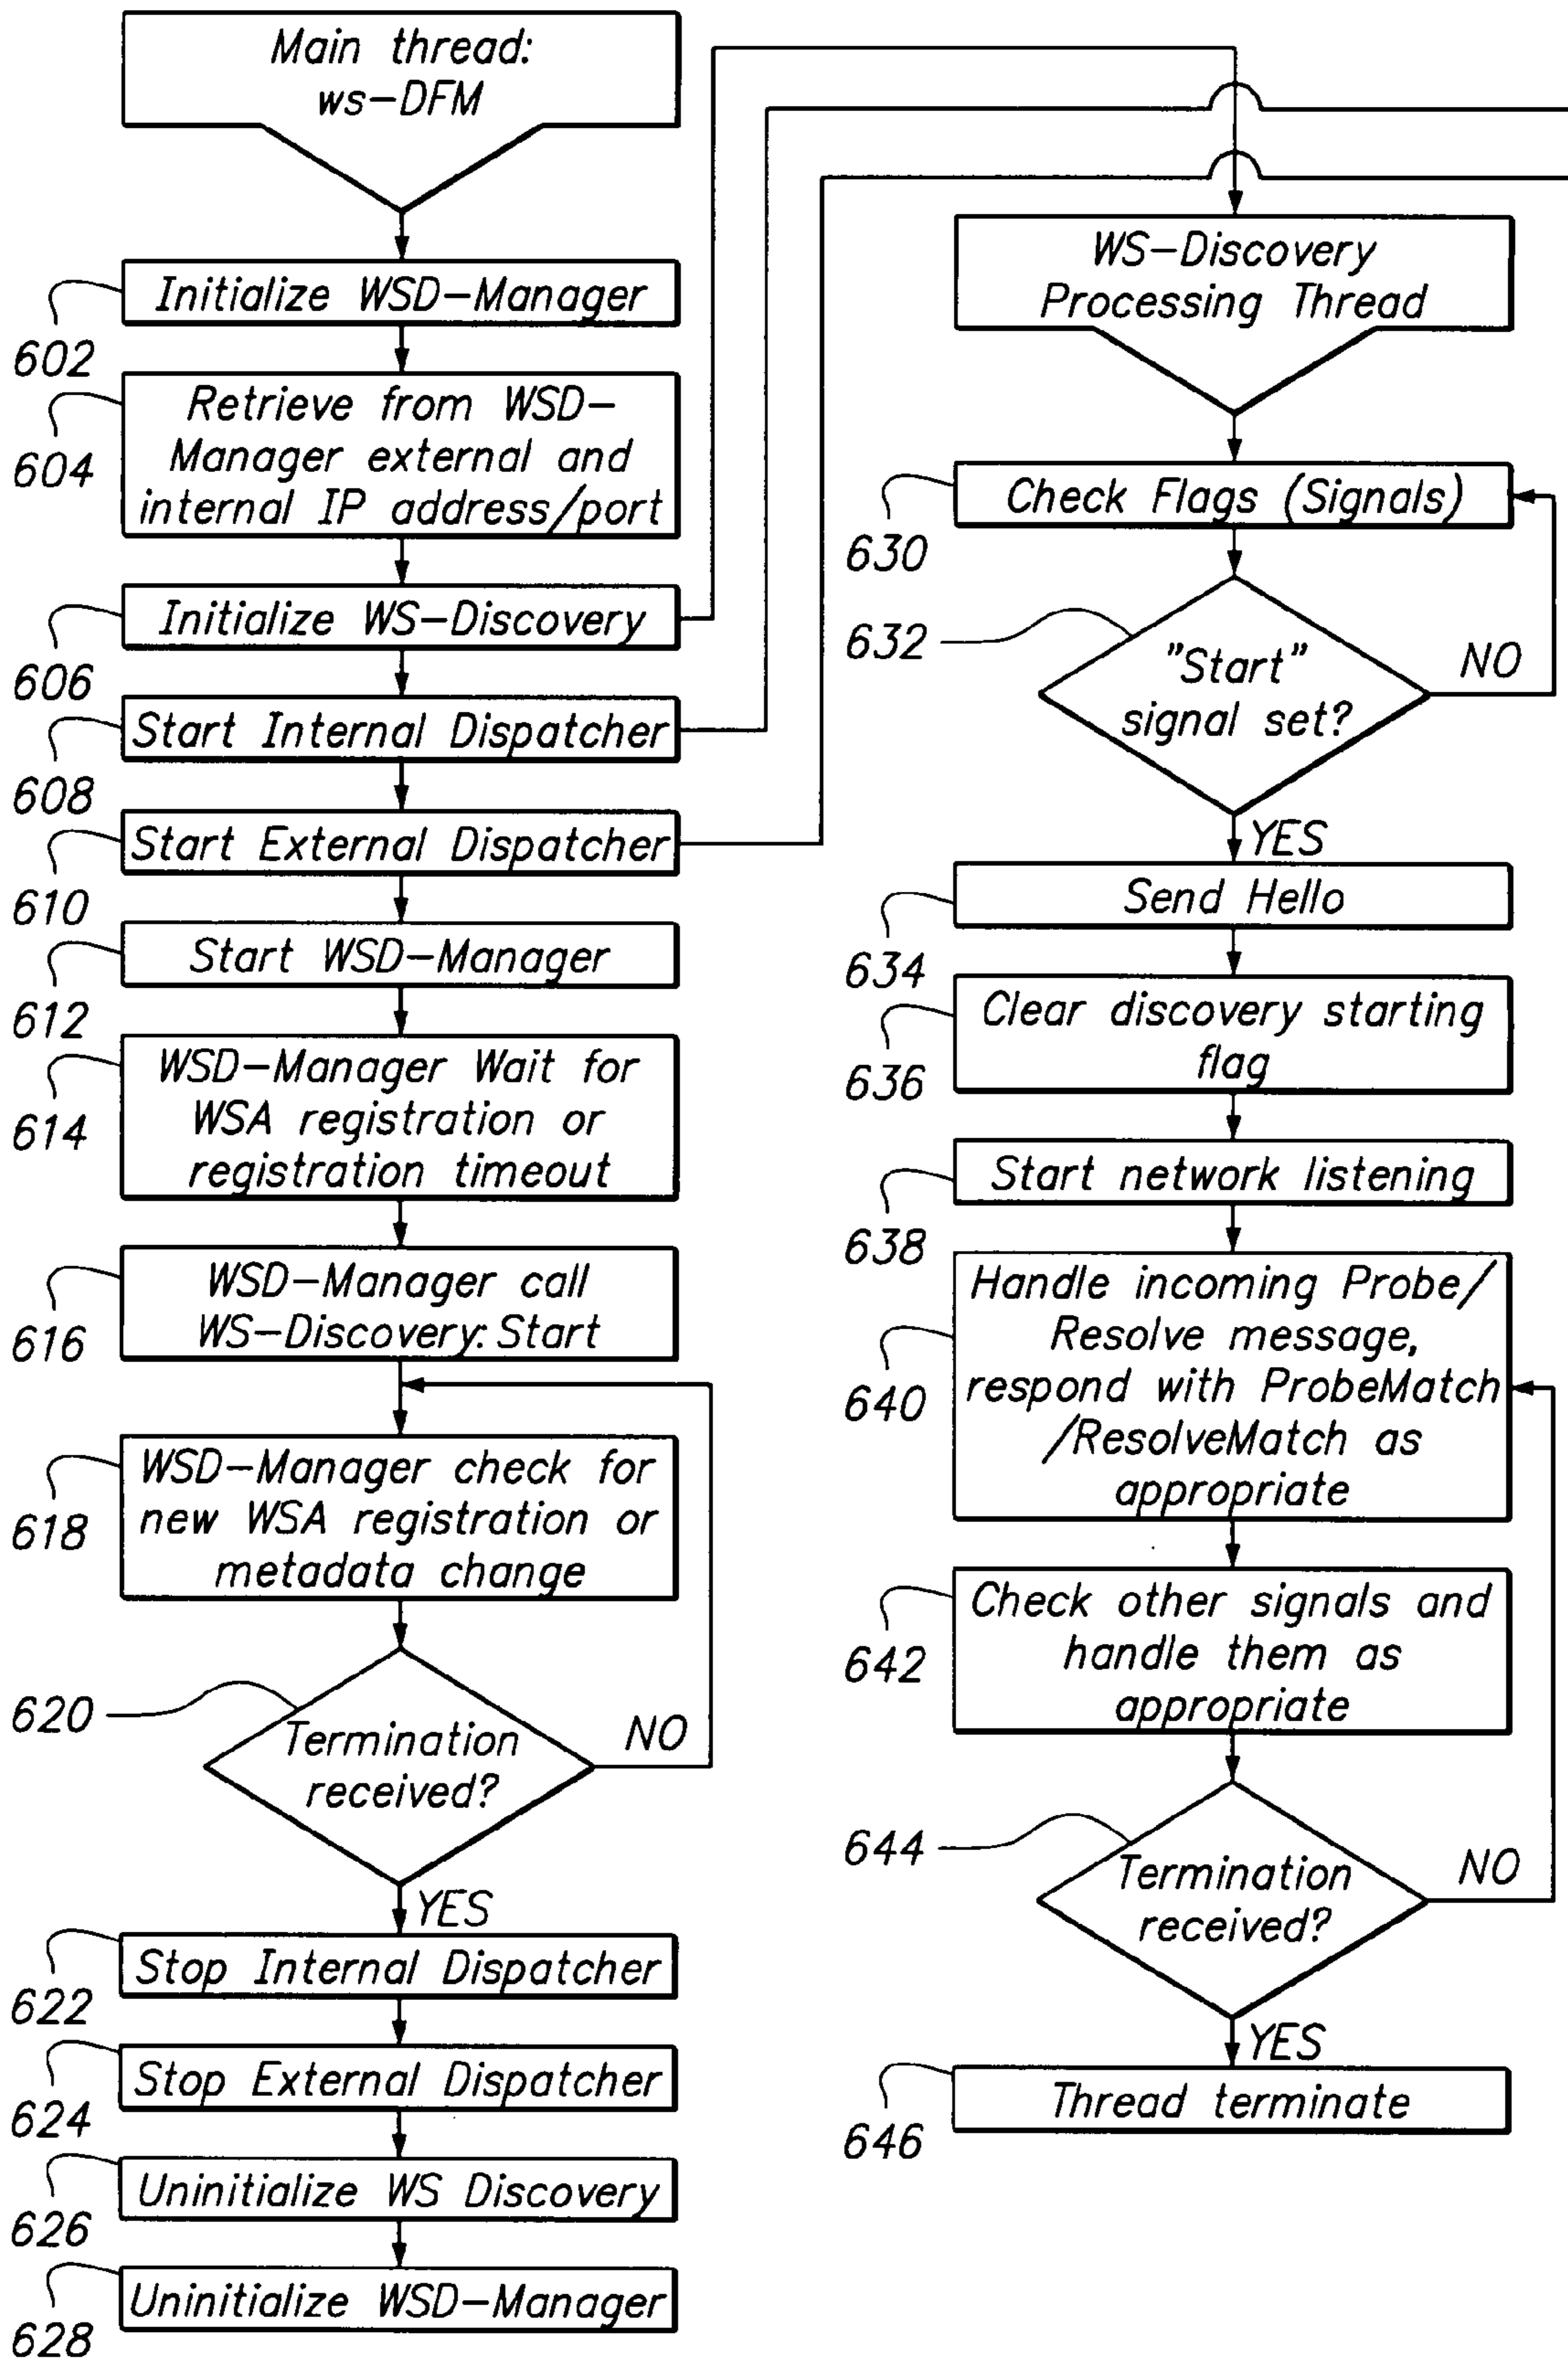 Main thread:
ws-DFM
Initialize WSD-Manager
602
Retrieve from WSD-
Manager external and
internal IP address/port
604
Initialize WS-Discovery
606
Start Internal Dispatcher
608
Start External Dispatcher
610
Start WSD-Manager
612
WSD-Manager Wait for
WSA registration or
registration timeout
614
WSD-Manager call
WS-Discovery: Start
616
WSD-Manager check for
new WSA registration or
metadata change
618
620
Termination
received?
NO
YES
Stop Internal Dispatcher
622
Stop External Dispatcher
624
Uninitialize WS Discovery
626
Uninitialize WSD-Manager
628
WS-Discovery
Processing Thread
Check Flags (Signals)
630
632
"Start"
signal set?
NO
YES
Send Hello
634
Clear discovery starting
flag
636
Start network listening
638
Handle incoming Probe/
Resolve message,
respond with ProbeMatch
/ResolveMatch as
appropriate
640
Check other signals and
handle them as
appropriate
642
644
Termination
received?
NO
YES
Thread terminate
646